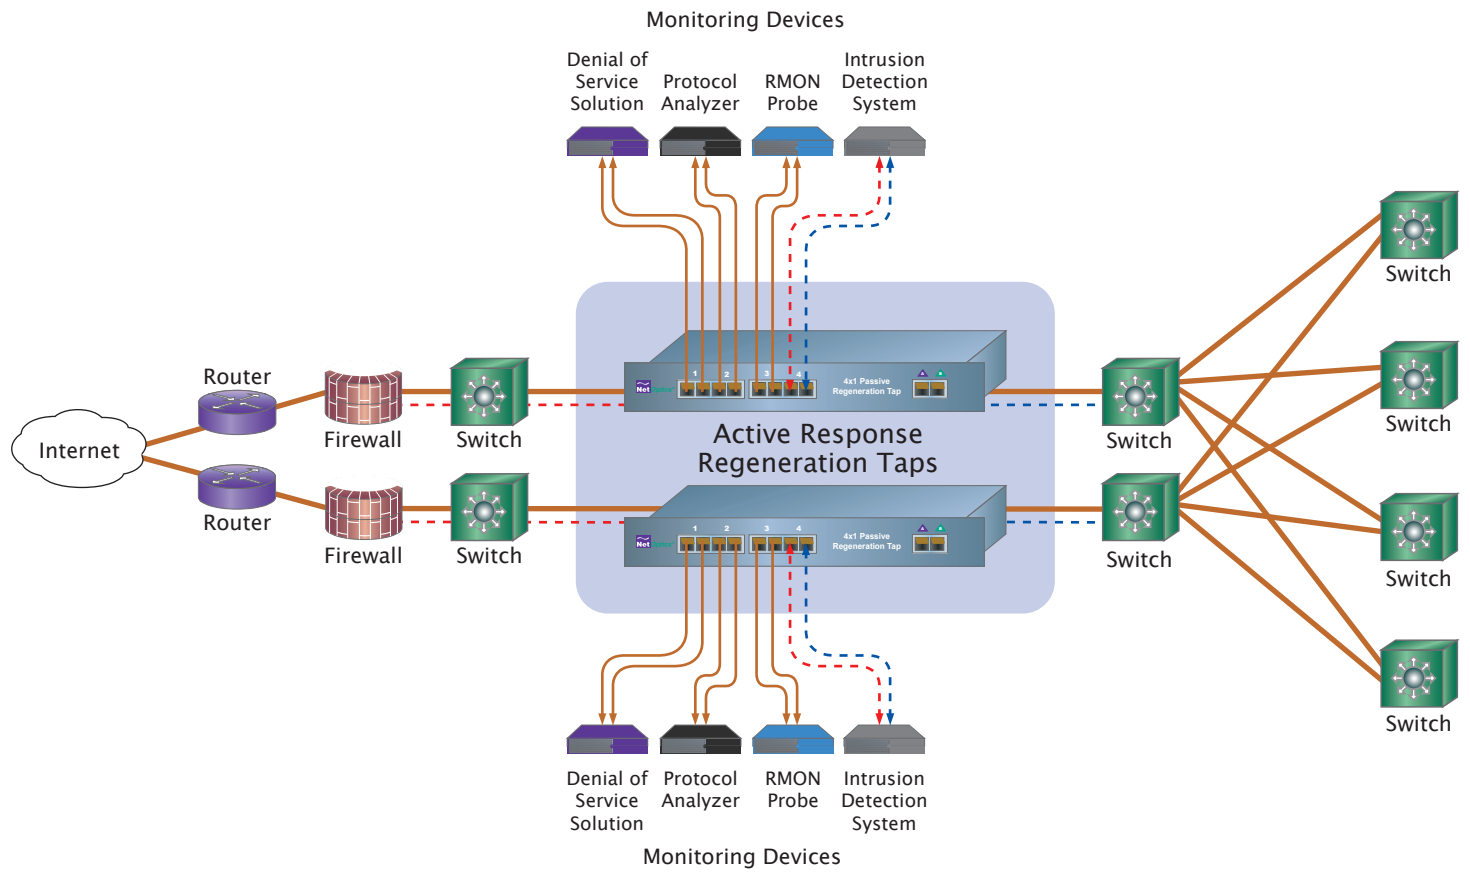 Monitoring Devices
Denial of
Service
Solution
Protocol
Analyzer
RMON
Probe
Intrusion
Detection
System
Router
Firewall
Switch
Internet
Router
Firewall
Switch
1 2 3 4
Net
4x1 Passive
Regeneration Tap
A B
Active Response
Regeneration Taps
1 2 3 4
Net
4x1 Passive
Regeneration Tap
A B
Switch
Switch
Switch
Switch
Switch
Switch
Denial of
Service
Solution
Protocol
Analyzer
RMON
Probe
Intrusion
Detection
System
Monitoring Devices